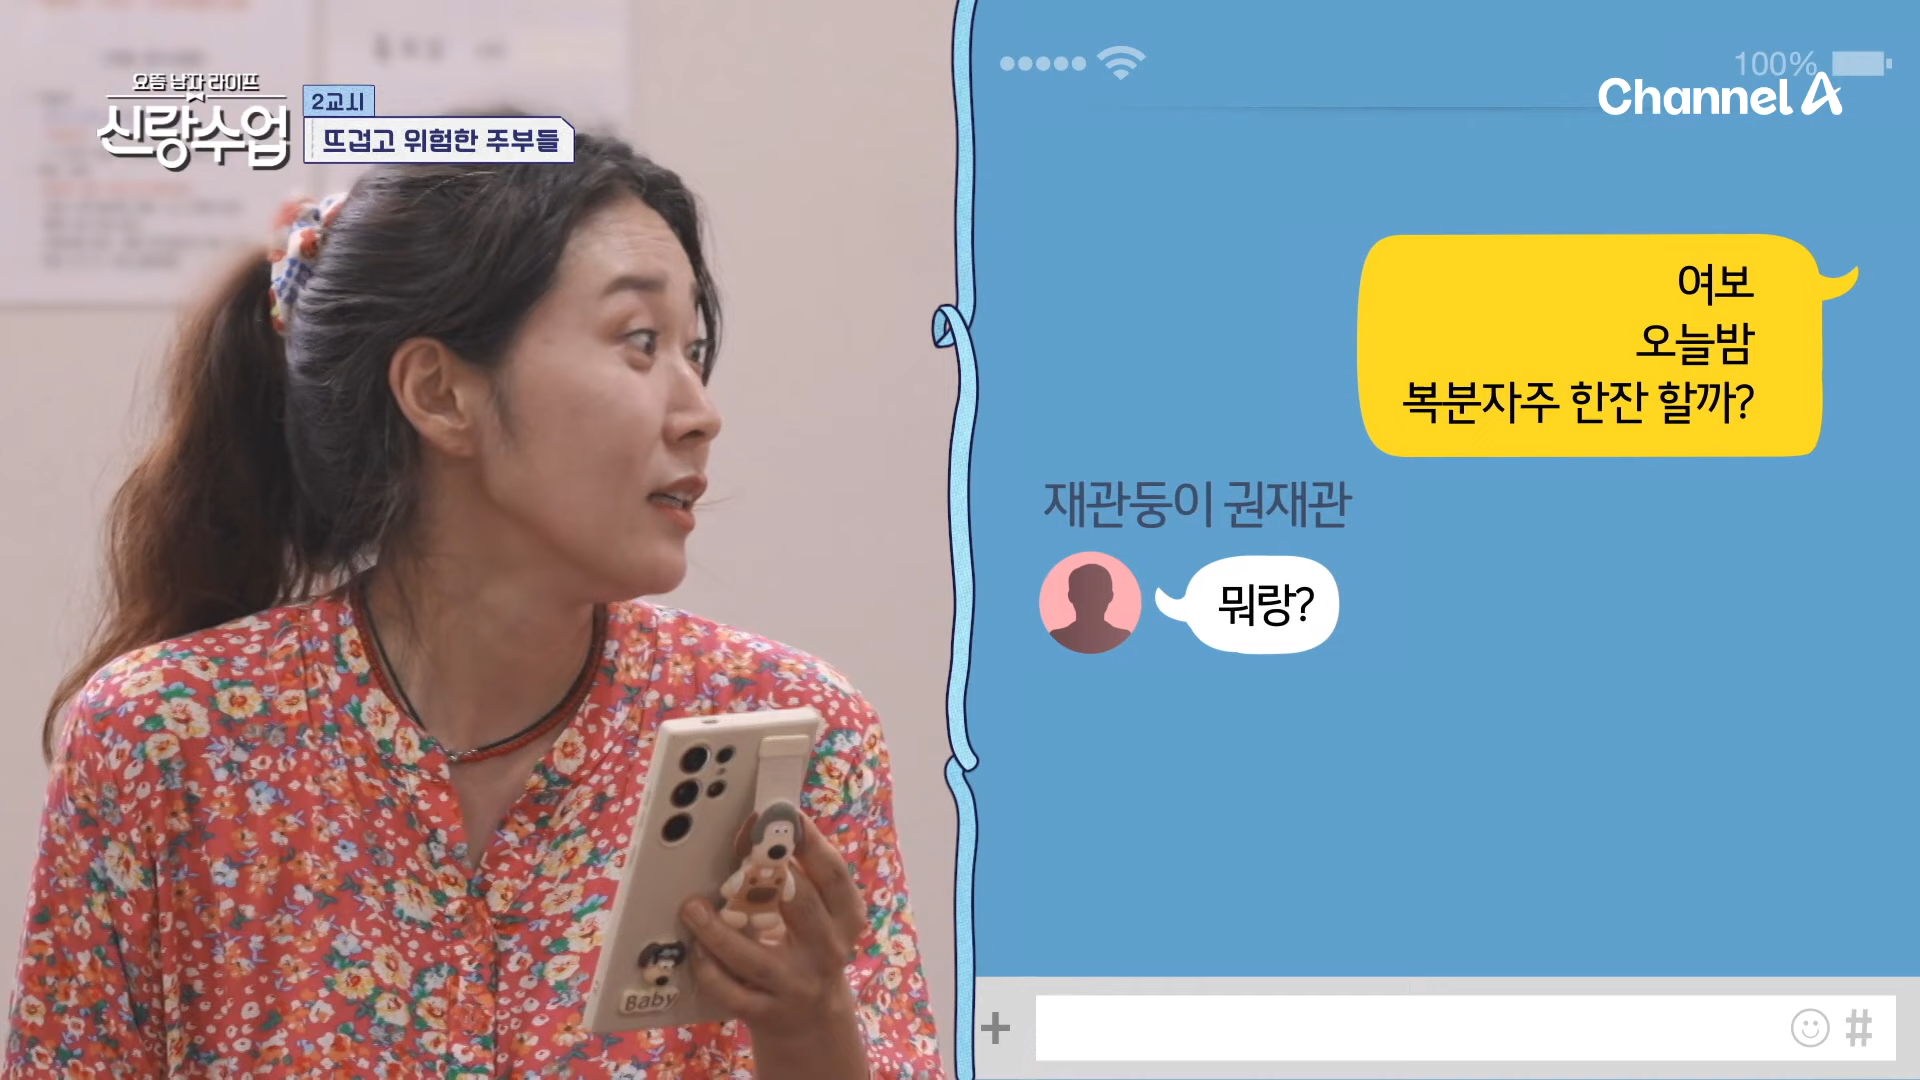 요즘 남자 라이프
신랑수업
2교시
뜨겁고 위험한 주부들
100%
Channel A
여보
오늘밤
복분자주 한잔 할까?
재관둥이 권재관
뭐랑?
Baby
+
#